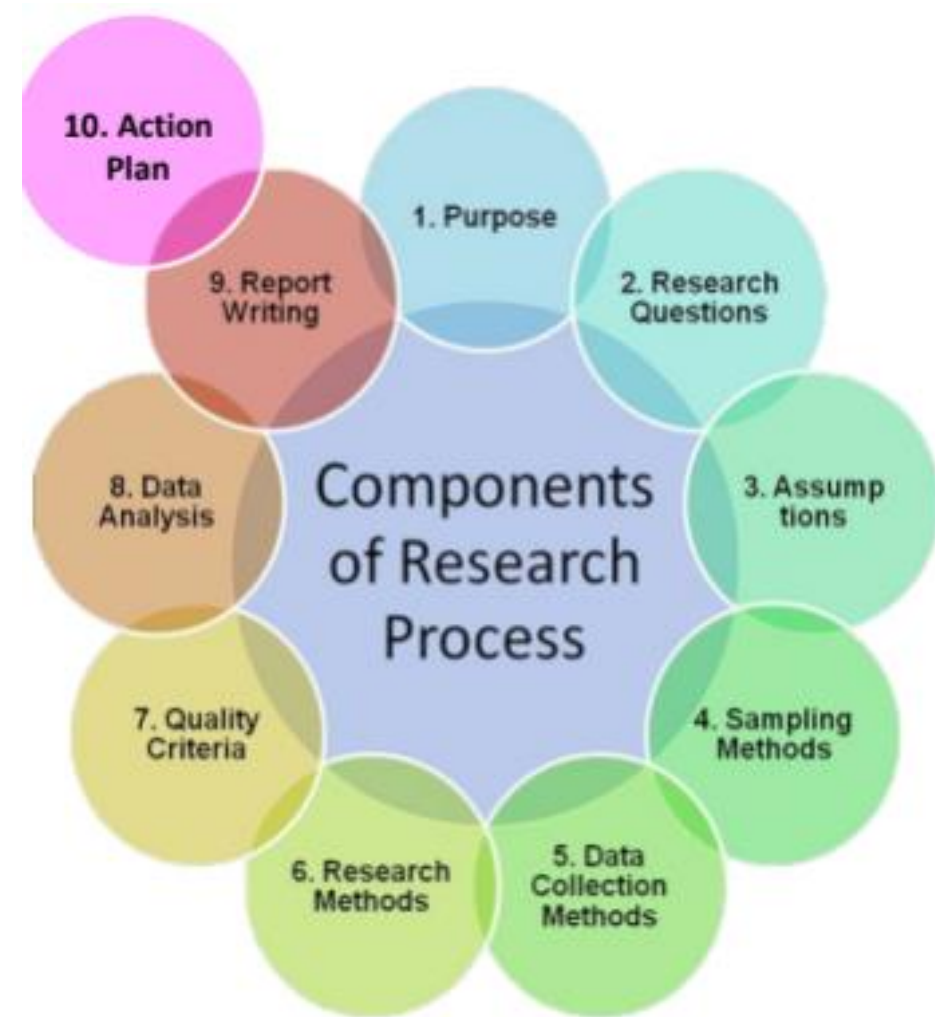 Components
of Research
Process
1. Purpose
2. Research
Questions
3. Assump
tions
4. Sampling
Methods
5. Data
Collection
Methods
6. Research
Methods
7. Quality
Criteria
8. Data
Analysis
9. Report
Writing
10. Action
Plan